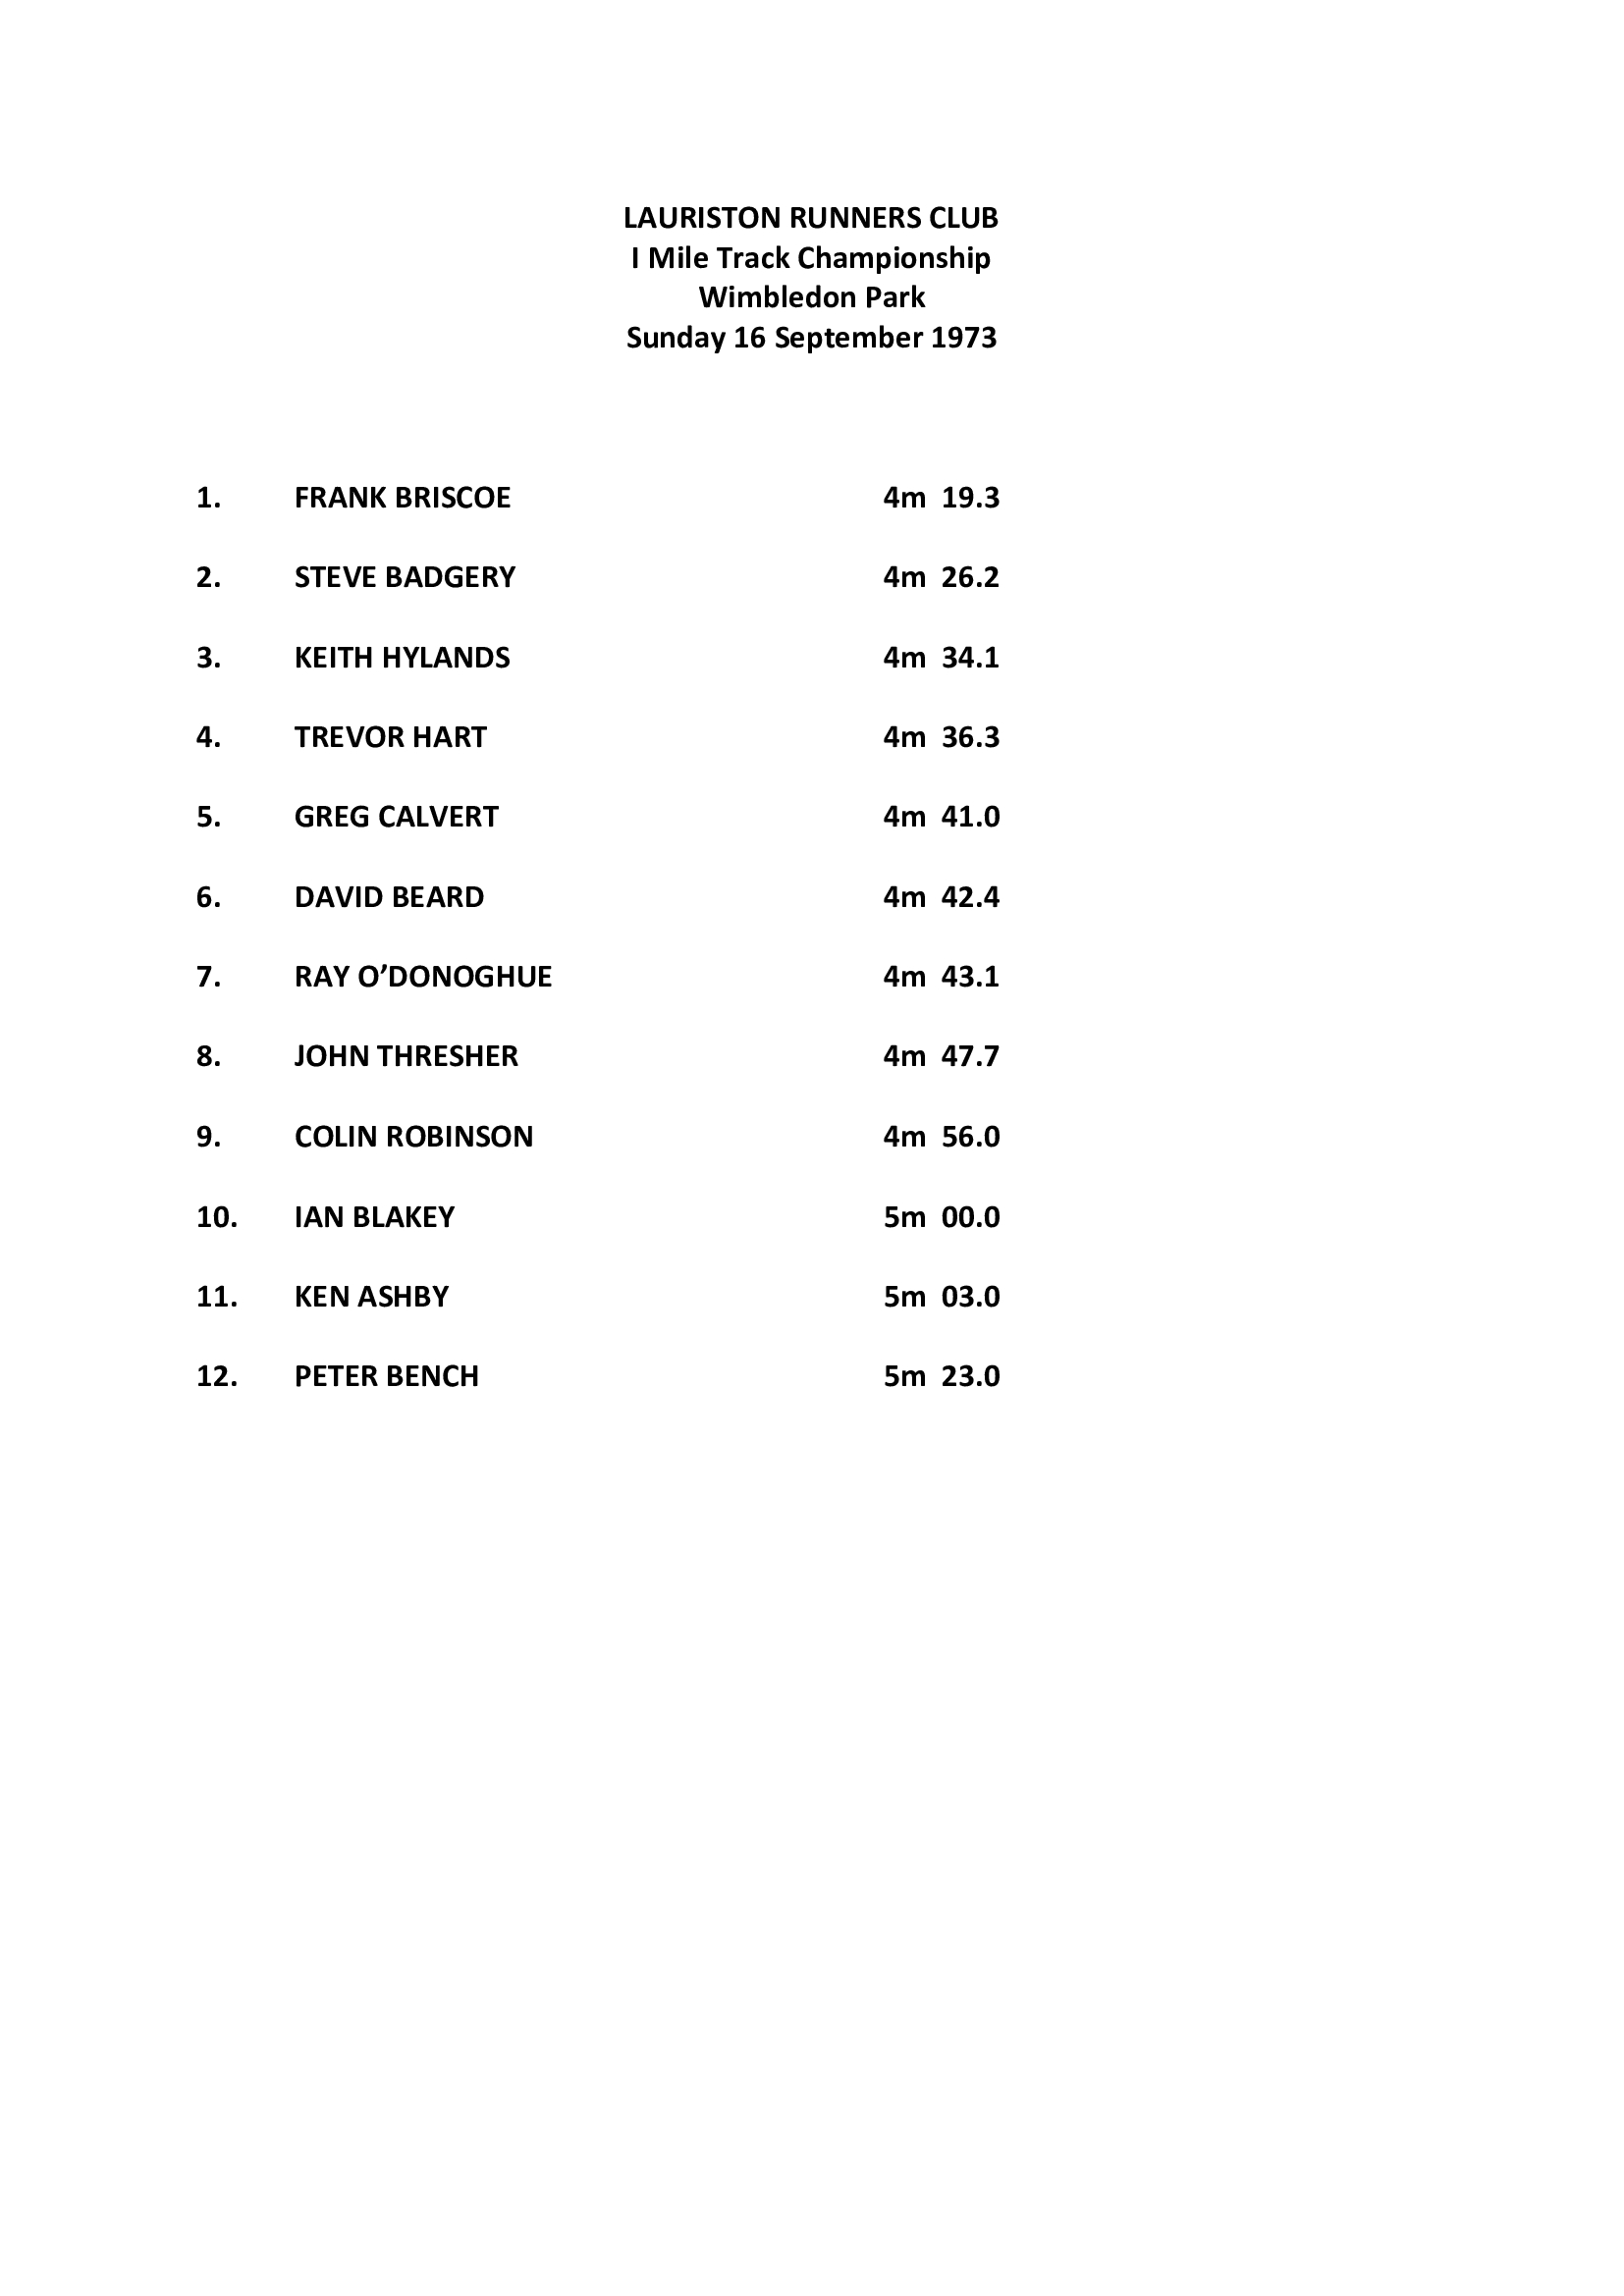 LAURISTON RUNNERS CLUB
I Mile Track Championship
Wimbledon Park
Sunday 16 September 1973
1. FRANK BRISCOE 4m 19.3
2. STEVE BADGERY 4m 26.2
3. KEITH HYLANDS 4m 34.1
4. TREVOR HART 4m 36.3
5. GREG CALVERT 4m 41.0
6. DAVID BEARD 4m 42.4
7. RAY O’DONOGHUE 4m 43.1
8. JOHN THRESHER 4m 47.7
9. COLIN ROBINSON 4m 56.0
10. IAN BLAKEY 5m 00.0
11. KEN ASHBY 5m 03.0
12. PETER BENCH 5m 23.0